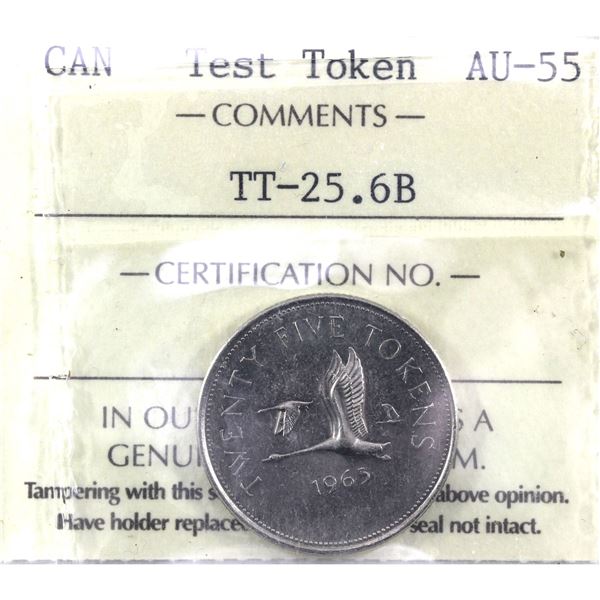 CAN Test Token AU-55
— COMMENTS —
TT-25.6B
— CERTIFICATION NO. —
TWENTY FIVE TOKENS
1965
IN OU S A
GENUI M.
Tampering with this s above opinion.
Have holder replace seal not intact.